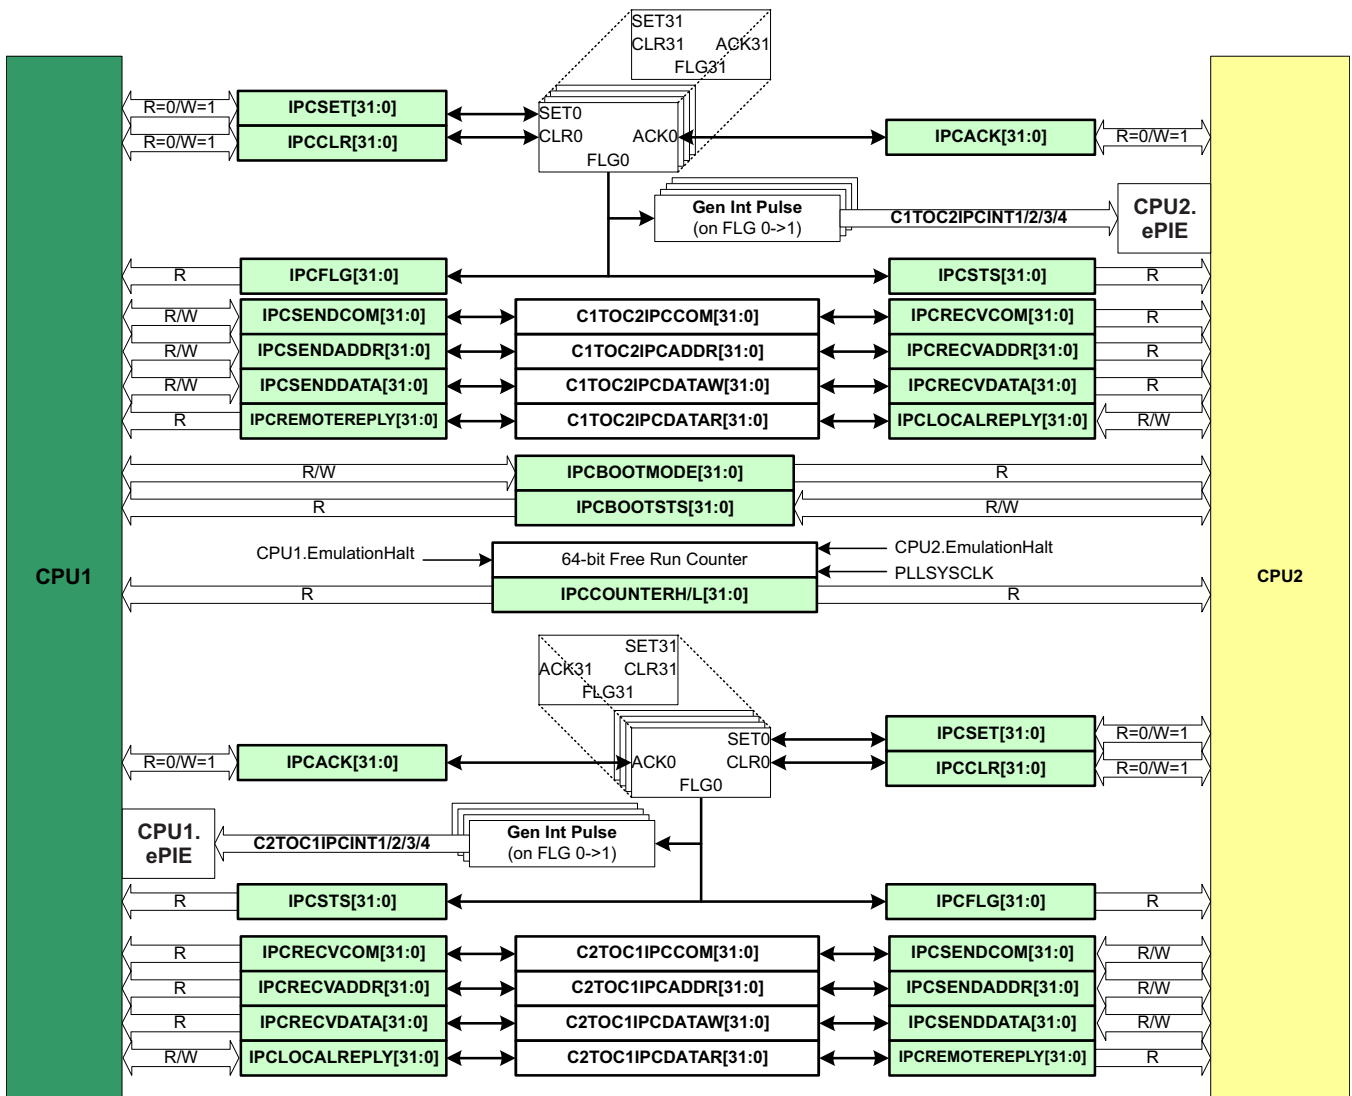 SET31
CLR31 ACK31
FLG31
R=0/W=1 IPCSET[31:0] SET0
R=0/W=1 IPCCLR[31:0] CLR0 ACK0 IPCACK[31:0] R=0/W=1
FLG0
Gen Int Pulse
(on FLG 0->1)
C1TOC2IPCINT1/2/3/4
CPU2.
ePIE
R IPCFLG[31:0] IPCSTS[31:0] R
R/W IPCSENDCOM[31:0] C1TOC2IPCCOM[31:0] IPCRECVCOM[31:0] R
R/W IPCSENDADDR[31:0] C1TOC2IPCADDR[31:0] IPCRECVADDR[31:0] R
R/W IPCSENDDATA[31:0] C1TOC2IPCDATAW[31:0] IPCRECVDATA[31:0] R
R IPCREMOTEREPLY[31:0] C1TOC2IPCDATAR[31:0] IPCLOCALREPLY[31:0] R/W
R/W IPCBOOTMODE[31:0] R
R IPCBOOTSTS[31:0] R/W
CPU1.EmulationHalt 64-bit Free Run Counter CPU2.EmulationHalt
PLLSYSCLK
CPU1
CPU2
R IPCCOUNTERH/L[31:0] R
SET31
ACK31 CLR31
FLG31
SET0 IPCSET[31:0] R=0/W=1
R=0/W=1 IPCACK[31:0] ACK0 CLR0 IPCCLR[31:0] R=0/W=1
FLG0
CPU1.
ePIE
C2TOC1IPCINT1/2/3/4
Gen Int Pulse
(on FLG 0->1)
R IPCSTS[31:0] IPCFLG[31:0] R
R IPCRECVCOM[31:0] C2TOC1IPCCOM[31:0] IPCSENDCOM[31:0] R/W
R IPCRECVADDR[31:0] C2TOC1IPCADDR[31:0] IPCSENDADDR[31:0] R/W
R IPCRECVDATA[31:0] C2TOC1IPCDATAW[31:0] IPCSENDDATA[31:0] R/W
R/W IPCLOCALREPLY[31:0] C2TOC1IPCDATAR[31:0] IPCREMOTEREPLY[31:0] R